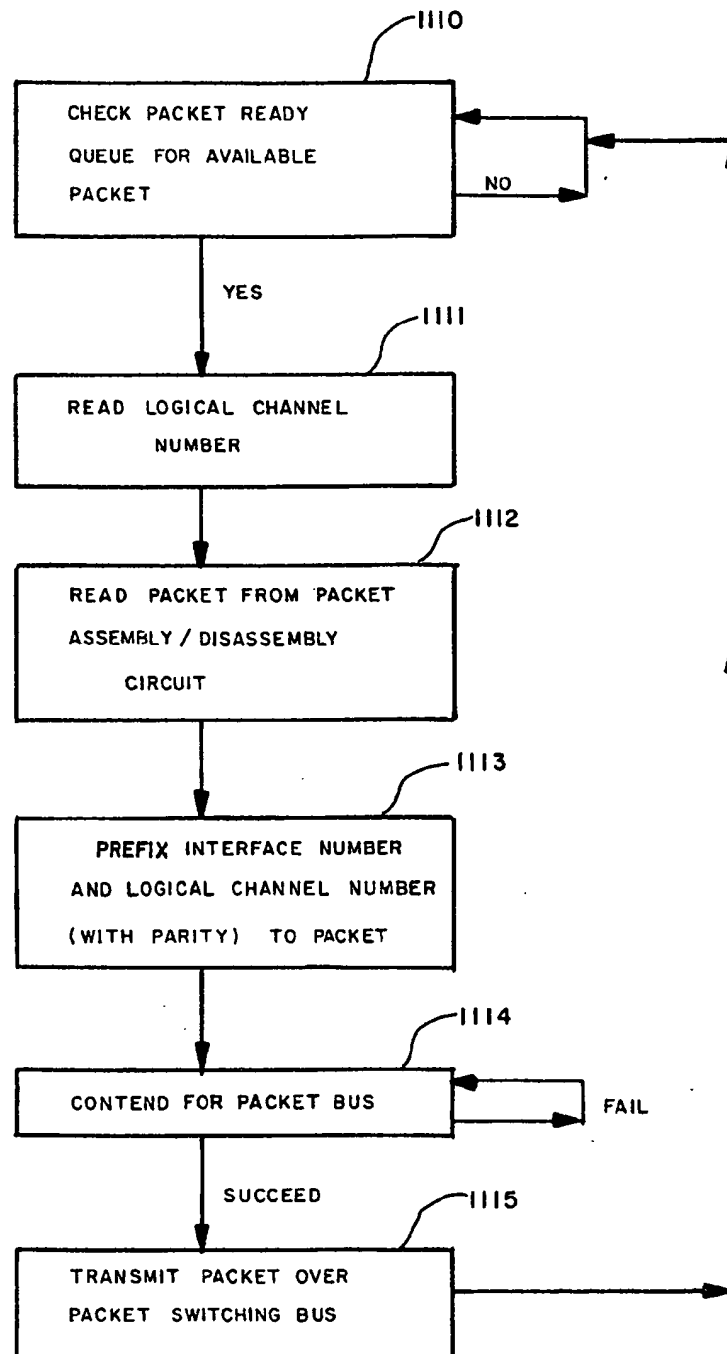 1110
CHECK PACKET READY
QUEUE FOR AVAILABLE
PACKET
NO
YES
1111
READ LOGICAL CHANNEL
NUMBER
1112
READ PACKET FROM PACKET
ASSEMBLY / DISASSEMBLY
CIRCUIT
1113
PREFIX INTERFACE NUMBER
AND LOGICAL CHANNEL NUMBER
(WITH PARITY) TO PACKET
1114
CONTEND FOR PACKET BUS
FAIL
SUCCEED
1115
TRANSMIT PACKET OVER
PACKET SWITCHING BUS